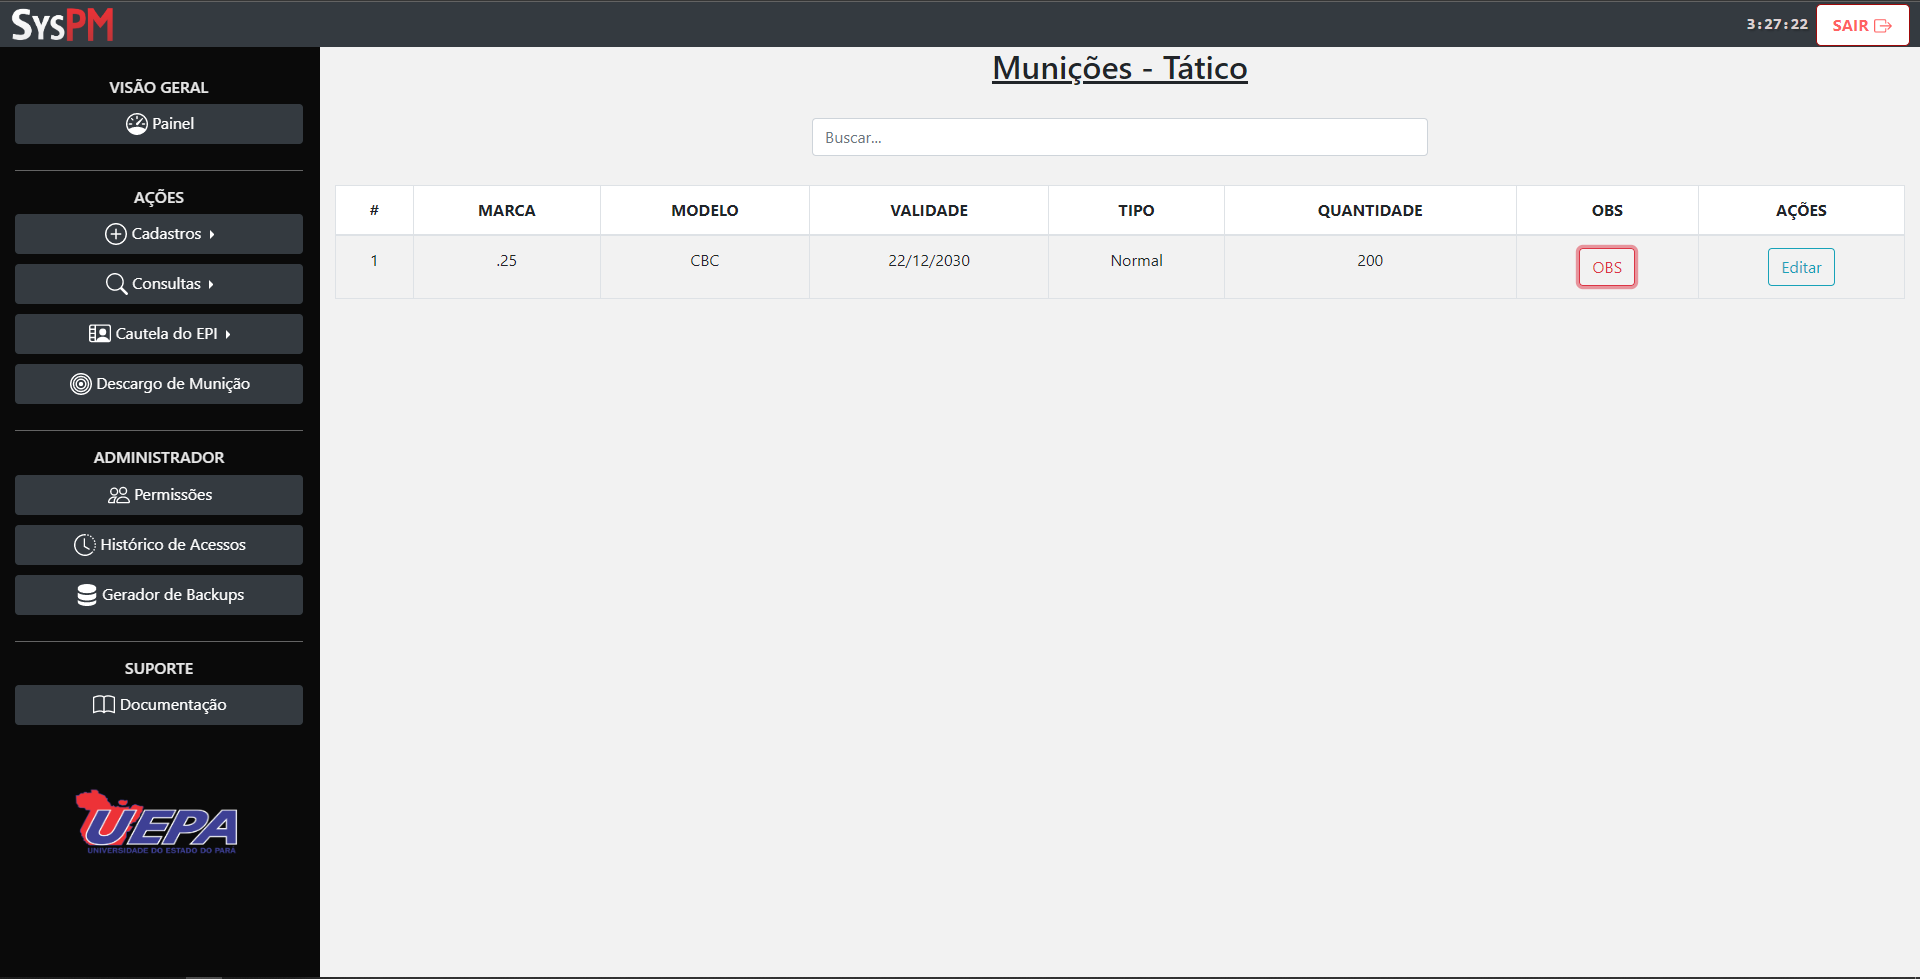 SysPM
3:27:22
SAIR
VISÃO GERAL
Painel
AÇÕES
Cadastros
Consultas
Cautela do EPI
Descargo de Munição
ADMINISTRADOR
Permissões
Histórico de Acessos
Gerador de Backups
SUPORTE
Documentação
UEPA
UNIVERSIDADE DO ESTADO DO PARÁ
Munições - Tático
Buscar...
# MARCA MODELO VALIDADE TIPO QUANTIDADE OBS AÇÕES
1 .25 CBC 22/12/2030 Normal 200 OBS Editar